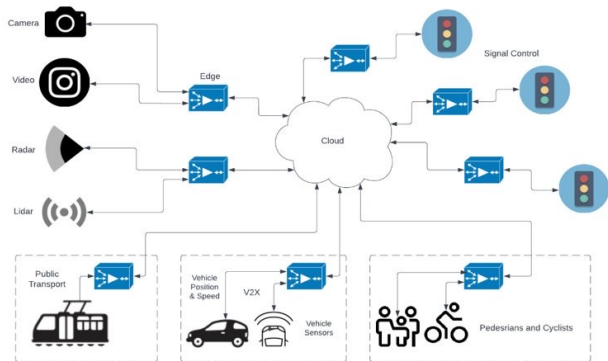 Camera
Signal Control
Video
Edge
Cloud
Radar
Lidar
Public
Transport
Vehicle
Position
& Speed
V2X
Vehicle
Sensors
Pedesrians and Cyclists